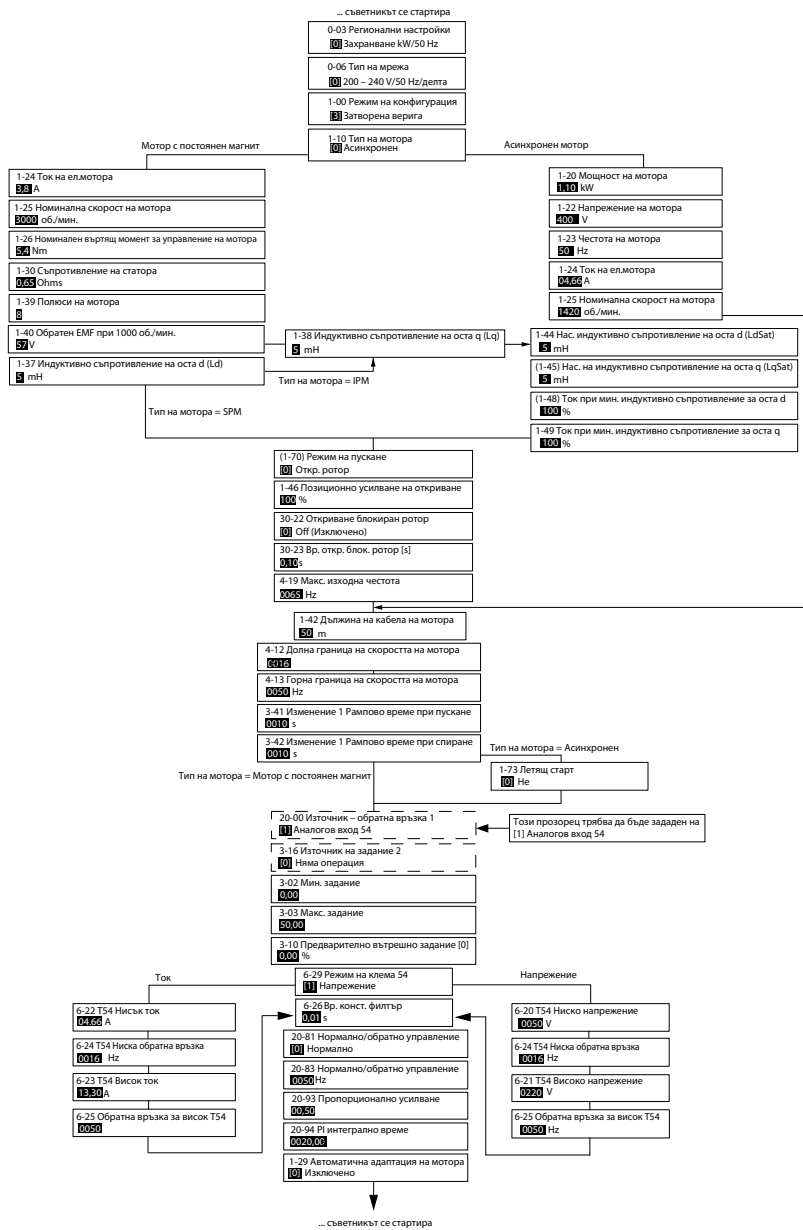 ... съветникът се стартира
0-03 Регионални настройки
[0] Захранване kW/50 Hz
0-06 Тип на мрежа
[0] 200 – 240 V/50 Hz/делта
1-00 Режим на конфигурация
[3] Затворена верига
1-10 Тип на мотора
[0] Асинхронен
Мотор с постоянен магнит
Асинхронен мотор
1-24 Ток на ел.мотора
3,8 A
1-25 Номинална скорост на мотора
3000 об./мин.
1-26 Номинален въртящ момент за управление на мотора
5,4 Nm
1-30 Съпротивление на статора
0,65 Ohms
1-39 Полюси на мотора
8
1-40 Обратен EMF при 1000 об./мин.
57 V
1-37 Индуктивно съпротивление на оста d (Ld)
5 mH
1-20 Мощност на мотора
1,10 kW
1-22 Напрежение на мотора
400 V
1-23 Честота на мотора
50 Hz
1-24 Ток на ел.мотора
04,66 A
1-25 Номинална скорост на мотора
1420 об./мин.
1-38 Индуктивно съпротивление на оста q (Lq)
5 mH
1-44 Нас. индуктивно съпротивление на оста d (LdSat)
5 mH
(1-45) Нас. на индуктивно съпротивление на оста q (LqSat)
5 mH
(1-48) Ток при мин. индуктивно съпротивление за оста d
100 %
1-49 Ток при мин. индуктивно съпротивление за оста q
100 %
Тип на мотора = IPM
Тип на мотора = SPM
(1-70) Режим на пускане
[0] Откр. ротор
1-46 Позиционно усилване на откриване
100 %
30-22 Откриване блокиран ротор
[0] Off (Изключено)
30-23 Вр. откр. блок. ротор [s]
0,10 s
4-19 Макс. изходна честота
0065 Hz
1-42 Дължина на кабела на мотора
50 m
4-12 Долна граница на скоростта на мотора
0016
4-13 Горна граница на скоростта на мотора
0050 Hz
3-41 Изменение 1 Рампово време при пускане
0010 s
3-42 Изменение 1 Рампово време при спиране
0010 s
Тип на мотора = Асинхронен
Тип на мотора = Мотор с постоянен магнит
1-73 Летящ старт
[0] Не
20-00 Източник – обратна връзка 1
[1] Аналогов вход 54
Този прозорец трябва да бъде зададен на
[1] Аналогов вход 54
3-16 Източник на задание 2
[0] Няма операция
3-02 Мин. задание
0,00
3-03 Макс. задание
50,00
3-10 Предварително вътрешно задание [0]
0,00 %
Ток
6-29 Режим на клема 54
[1] Напрежение
Напрежение
6-22 T54 Нисък ток
04.66 A
6-24 T54 Ниска обратна връзка
0016 Hz
6-23 T54 Висок ток
13,30 A
6-25 Обратна връзка за висок T54
0050
6-26 Вр. конст. филтър
0,01 s
20-81 Нормално/обратно управление
[0] Нормално
20-83 Нормално/обратно управление
0050 Hz
20-93 Пропорционално усилване
00,50
20-94 PI интегрално време
0020,00
1-29 Автоматична адаптация на мотора
[0] Изключено
6-20 T54 Ниско напрежение
0050 V
6-24 T54 Ниска обратна връзка
0016 Hz
6-21 T54 Високо напрежение
0220 V
6-25 Обратна връзка за висок T54
0050 Hz
... съветникът се стартира